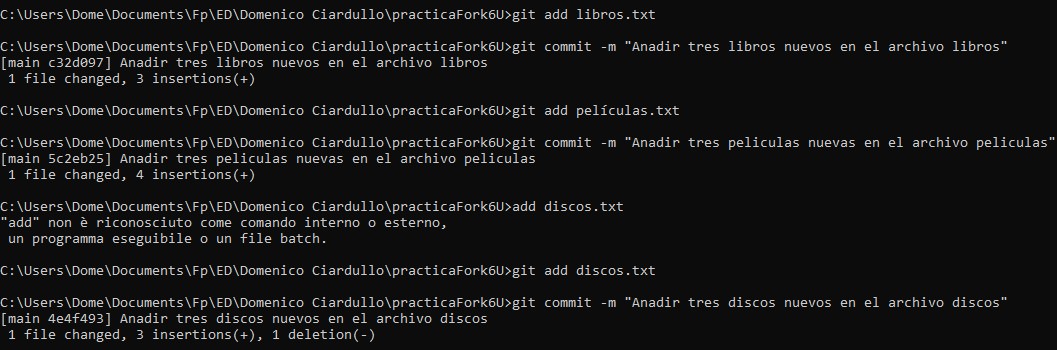 C:\Users\Dome\Documents\Fp\ED\Domenico Ciardullo\practicaFork6U>git add libros.txt
C:\Users\Dome\Documents\Fp\ED\Domenico Ciardullo\practicaFork6U>git commit -m "Anadir tres libros nuevos en el archivo libros"
[main c32d097] Anadir tres libros nuevos en el archivo libros
 1 file changed, 3 insertions(+)
C:\Users\Dome\Documents\Fp\ED\Domenico Ciardullo\practicaFork6U>git add películas.txt
C:\Users\Dome\Documents\Fp\ED\Domenico Ciardullo\practicaFork6U>git commit -m "Anadir tres peliculas nuevas en el archivo peliculas"
[main 5c2eb25] Anadir tres peliculas nuevas en el archivo peliculas
 1 file changed, 4 insertions(+)
C:\Users\Dome\Documents\Fp\ED\Domenico Ciardullo\practicaFork6U>add discos.txt
"add" non è riconosciuto come comando interno o esterno,
 un programma eseguibile o un file batch.
C:\Users\Dome\Documents\Fp\ED\Domenico Ciardullo\practicaFork6U>git add discos.txt
C:\Users\Dome\Documents\Fp\ED\Domenico Ciardullo\practicaFork6U>git commit -m "Anadir tres discos nuevos en el archivo discos"
[main 4e4f493] Anadir tres discos nuevos en el archivo discos
 1 file changed, 3 insertions(+), 1 deletion(-)